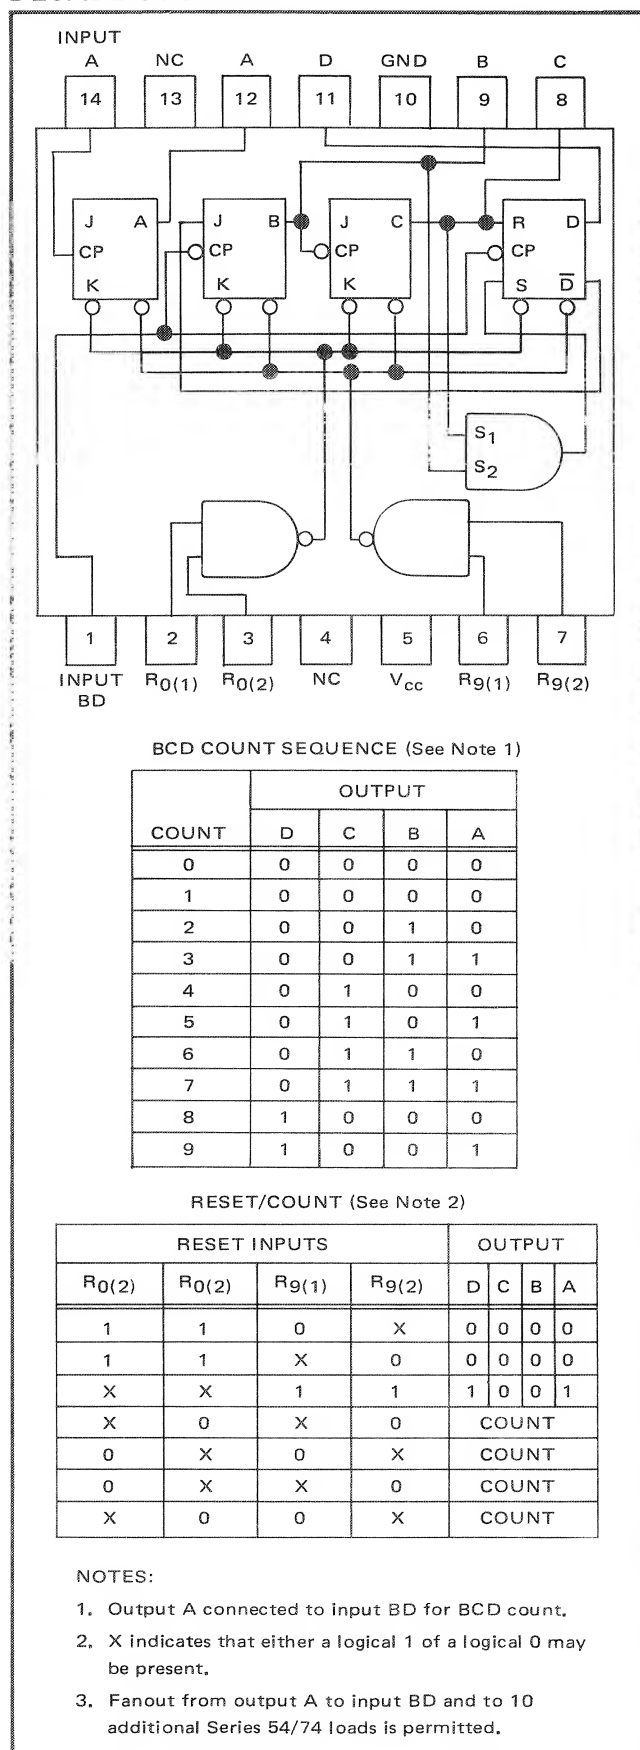 INPUT
A NC A D GND B C
14 13 12 11 10 9 8
J A J B J C R D
CP CP CP CP
K K K S D̅
S1
S2
1 2 3 4 5 6 7
INPUT BD R0(1) R0(2) NC Vcc R9(1) R9(2)
BCD COUNT SEQUENCE (See Note 1)
OUTPUT
COUNT D C B A
0 0 0 0 0
1 0 0 0 0
2 0 0 1 0
3 0 0 1 1
4 0 1 0 0
5 0 1 0 1
6 0 1 1 0
7 0 1 1 1
8 1 0 0 0
9 1 0 0 1
RESET/COUNT (See Note 2)
RESET INPUTS OUTPUT
R0(2) R0(2) R9(1) R9(2) D C B A
1 1 0 X 0 0 0 0
1 1 X 0 0 0 0 0
X X 1 1 1 0 0 1
X 0 X 0 COUNT
0 X 0 X COUNT
0 X X 0 COUNT
X 0 0 X COUNT
NOTES:
1. Output A connected to input BD for BCD count.
2. X indicates that either a logical 1 of a logical 0 may
be present.
3. Fanout from output A to input BD and to 10
additional Series 54/74 loads is permitted.